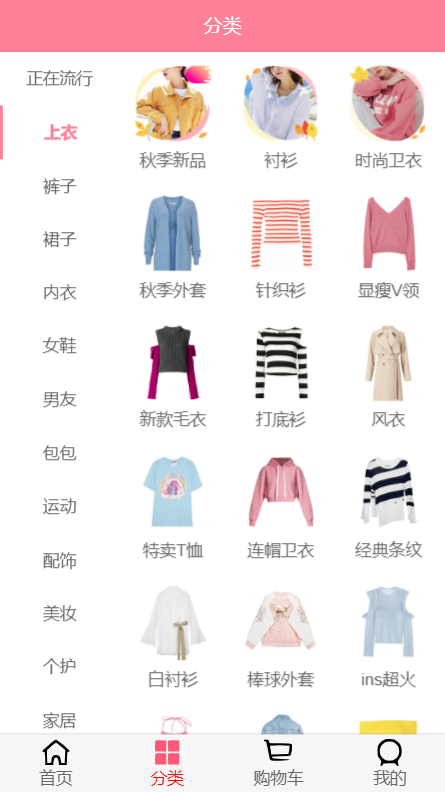 分类
正在流行
上衣
裤子
裙子
内衣
女鞋
男友
包包
运动
配饰
美妆
个护
家居
秋季新品
衬衫
时尚卫衣
秋季外套
针织衫
显瘦V领
新款毛衣
打底衫
风衣
特卖T恤
连帽卫衣
经典条纹
白衬衫
棒球外套
ins超火
首页
分类
购物车
我的